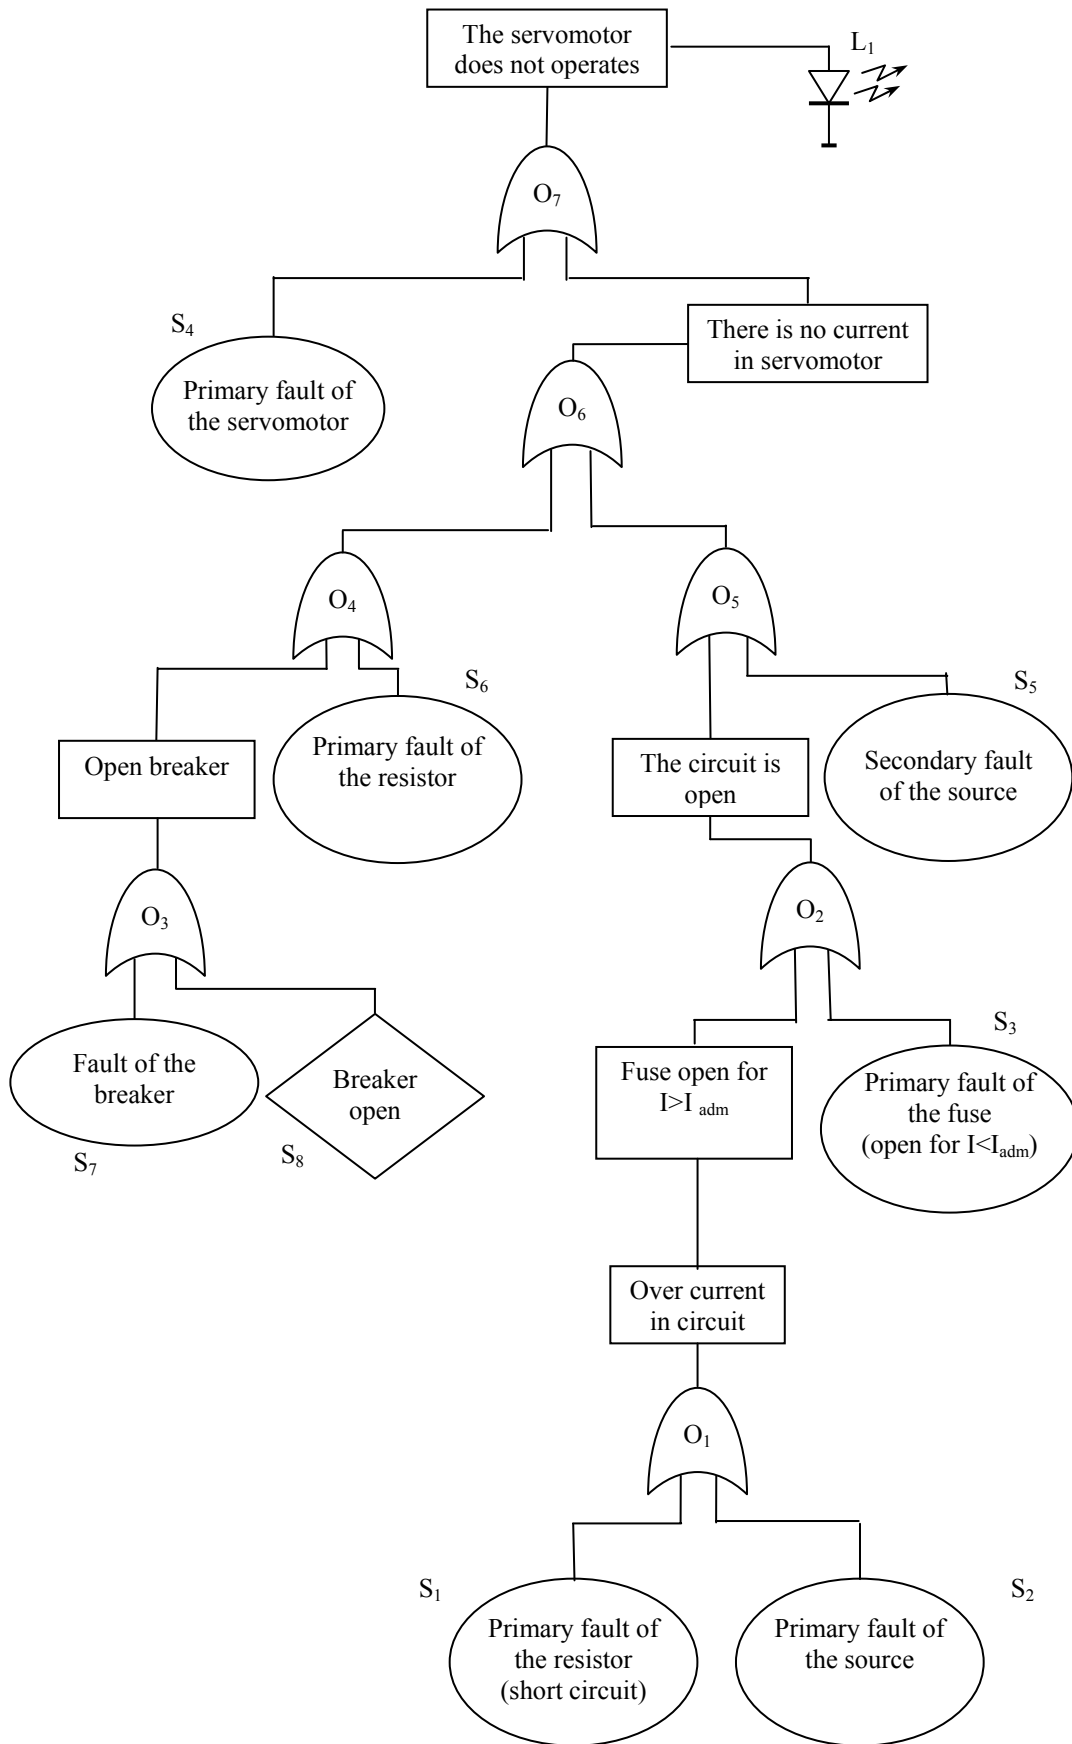 The servomotor
does not operates
L₁
O₇
S₄
There is no current
in servomotor
Primary fault of
the servomotor
O₆
O₄
O₅
S₆
S₅
Open breaker
Primary fault of
the resistor
The circuit is
open
Secondary fault
of the source
O₃
O₂
S₃
Fault of the
breaker
Breaker
open
Fuse open for
I>I adm
Primary fault of
the fuse
(open for I<Iadm)
S₇
S₈
Over current
in circuit
O₁
S₁
S₂
Primary fault of
the resistor
(short circuit)
Primary fault of
the source